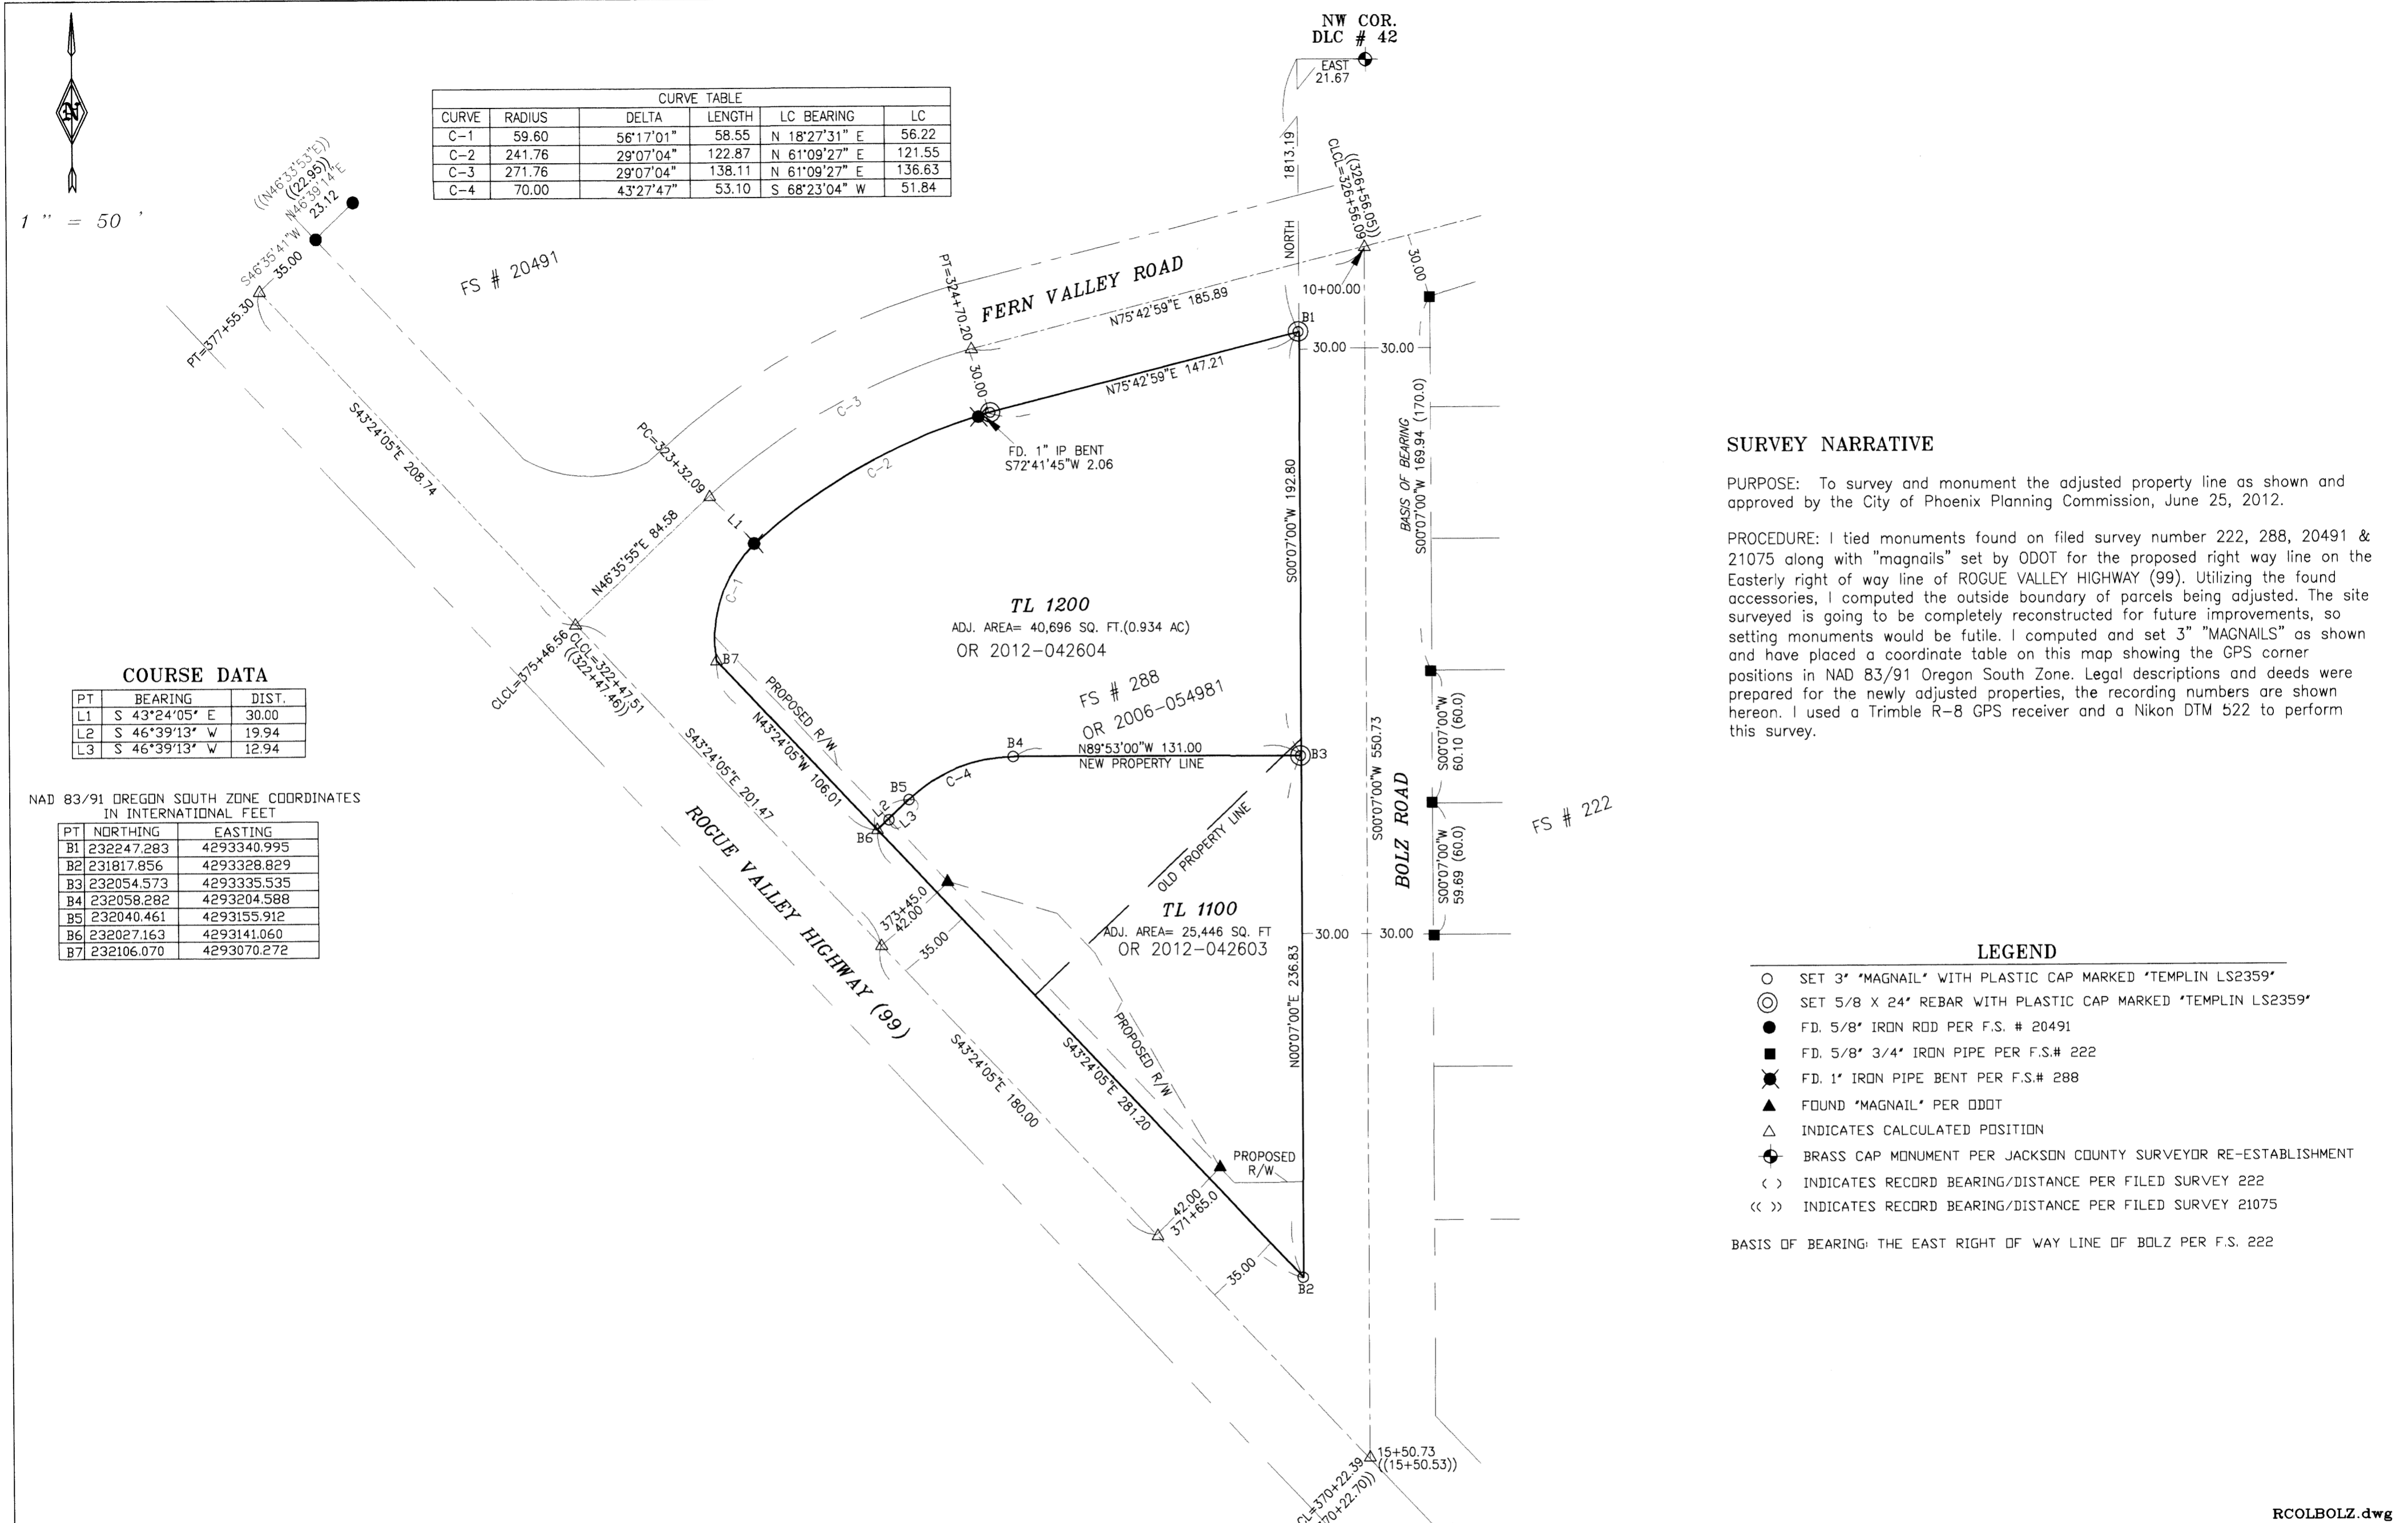 NW COR.
DLC # 42
EAST
21.67
1813.19
NORTH
N
1 " = 50 '
CURVE TABLE
CURVE RADIUS DELTA LENGTH LC BEARING LC
C-1 59.60 56°17'01" 58.55 N 18°27'31" E 56.22
C-2 241.76 29°07'04" 122.87 N 61°09'27" E 121.55
C-3 271.76 29°07'04" 138.11 N 61°09'27" E 136.63
C-4 70.00 43°27'47" 53.10 S 68°23'04" W 51.84
((N46°33'53"E))
((22.95))
N46°39'14"E
23.12
S46°35'41"W
35.00
PT=377+55.30
FS # 20491
S43°24'05"E 208.74
((326+56.05))
CLCL=326+56.09
30.00
10+00.00
PT=324+70.20
FERN VALLEY ROAD
N75°42'59"E 185.89
B1
30.00
30.00
30.00
N75°42'59"E 147.21
C-3
PC=323+32.09
FD. 1" IP BENT
S72°41'45"W 2.06
C-2
L1
N46°35'55"E 84.58
C-1
S00°07'00"W 192.80
BASIS OF BEARING
S00°07'00"W 169.94 (170.0)
TL 1200
ADJ. AREA= 40,696 SQ. FT.(0.934 AC)
OR 2012-042604
CLCL=375+46.56
CLCL=322+47.51
((322+47.46))
B7
PROPOSED R/W
N43°24'05"W 106.01
FS # 288
OR 2006-054981
B4
N89°53'00"W 131.00
NEW PROPERTY LINE
B3
B5
C-4
L2
L3
B6
S43°24'05"E 201.47
S00°07'00"W 550.73
S00°07'00"W
60.10 (60.0)
BOLZ ROAD
FS # 222
S00°07'00"W
59.69 (60.0)
OLD PROPERTY LINE
ROGUE VALLEY HIGHWAY (99)
373+45.0
42.00
35.00
TL 1100
ADJ. AREA= 25,446 SQ. FT
OR 2012-042603
30.00
30.00
N00°07'00"E 236.83
PROPOSED R/W
S43°24'05"E 281.20
S43°24'05"E 180.00
PROPOSED
R/W
42.00
371+65.0
35.00
B2
15+50.73
((15+50.53))
CL=370+22.39
70+22.70))
COURSE DATA
PT BEARING DIST.
L1 S 43°24'05" E 30.00
L2 S 46°39'13" W 19.94
L3 S 46°39'13" W 12.94
NAD 83/91 OREGON SOUTH ZONE COORDINATES
IN INTERNATIONAL FEET
PT NORTHING EASTING
B1 232247.283 4293340.995
B2 231817.856 4293328.829
B3 232054.573 4293335.535
B4 232058.282 4293204.588
B5 232040.461 4293155.912
B6 232027.163 4293141.060
B7 232106.070 4293070.272
SURVEY NARRATIVE
PURPOSE: To survey and monument the adjusted property line as shown and
approved by the City of Phoenix Planning Commission, June 25, 2012.
PROCEDURE: I tied monuments found on filed survey number 222, 288, 20491 &
21075 along with "magnails" set by ODOT for the proposed right way line on the
Easterly right of way line of ROGUE VALLEY HIGHWAY (99). Utilizing the found
accessories, I computed the outside boundary of parcels being adjusted. The site
surveyed is going to be completely reconstructed for future improvements, so
setting monuments would be futile. I computed and set 3" "MAGNAILS" as shown
and have placed a coordinate table on this map showing the GPS corner
positions in NAD 83/91 Oregon South Zone. Legal descriptions and deeds were
prepared for the newly adjusted properties, the recording numbers are shown
hereon. I used a Trimble R-8 GPS receiver and a Nikon DTM 522 to perform
this survey.
LEGEND
SET 3" "MAGNAIL" WITH PLASTIC CAP MARKED "TEMPLIN LS2359"
SET 5/8 X 24" REBAR WITH PLASTIC CAP MARKED "TEMPLIN LS2359"
FD. 5/8" IRON ROD PER F.S. # 20491
FD. 5/8" 3/4" IRON PIPE PER F.S.# 222
FD. 1" IRON PIPE BENT PER F.S.# 288
FOUND "MAGNAIL" PER ODOT
INDICATES CALCULATED POSITION
BRASS CAP MONUMENT PER JACKSON COUNTY SURVEYOR RE-ESTABLISHMENT
( ) INDICATES RECORD BEARING/DISTANCE PER FILED SURVEY 222
(( )) INDICATES RECORD BEARING/DISTANCE PER FILED SURVEY 21075
BASIS OF BEARING: THE EAST RIGHT OF WAY LINE OF BOLZ PER F.S. 222
RCOLBOLZ.dwg